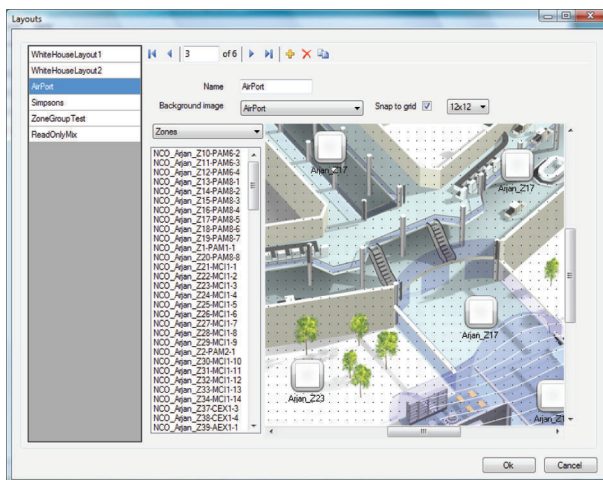 Layouts
WhiteHouseLayout1
WhiteHouseLayout2
AirPort
Simpsons
ZoneGroupTest
ReadOnlyMix
3 of 6
Name AirPort
Background image AirPort Snap to grid 12x12
Zones
NCO_Arjan_Z10-PAM6-2
NCO_Arjan_Z11-PAM6-3
NCO_Arjan_Z12-PAM6-4
NCO_Arjan_Z13-PAM8-1
NCO_Arjan_Z14-PAM8-2
NCO_Arjan_Z15-PAM8-3
NCO_Arjan_Z16-PAM8-4
NCO_Arjan_Z17-PAM8-5
NCO_Arjan_Z18-PAM8-6
NCO_Arjan_Z19-PAM8-7
NCO_Arjan_Z1-PAM1-1
NCO_Arjan_Z20-PAM8-8
NCO_Arjan_Z21-MCI1-1
NCO_Arjan_Z22-MCI1-2
NCO_Arjan_Z23-MCI1-3
NCO_Arjan_Z24-MCI1-4
NCO_Arjan_Z25-MCI1-5
NCO_Arjan_Z26-MCI1-6
NCO_Arjan_Z27-MCI1-7
NCO_Arjan_Z28-MCI1-8
NCO_Arjan_Z29-MCI1-9
NCO_Arjan_Z2-PAM2-1
NCO_Arjan_Z30-MCI1-10
NCO_Arjan_Z31-MCI1-11
NCO_Arjan_Z32-MCI1-12
NCO_Arjan_Z33-MCI1-13
NCO_Arjan_Z34-MCI1-14
NCO_Arjan_Z37-CEX1-3
NCO_Arjan_Z38-CEX1-4
NCO_Arjan_Z39-AEX1-1
Arjan_Z17
Arjan_Z17
Arjan_Z17
Arjan_Z23
Arjan_Z1
Ok Cancel